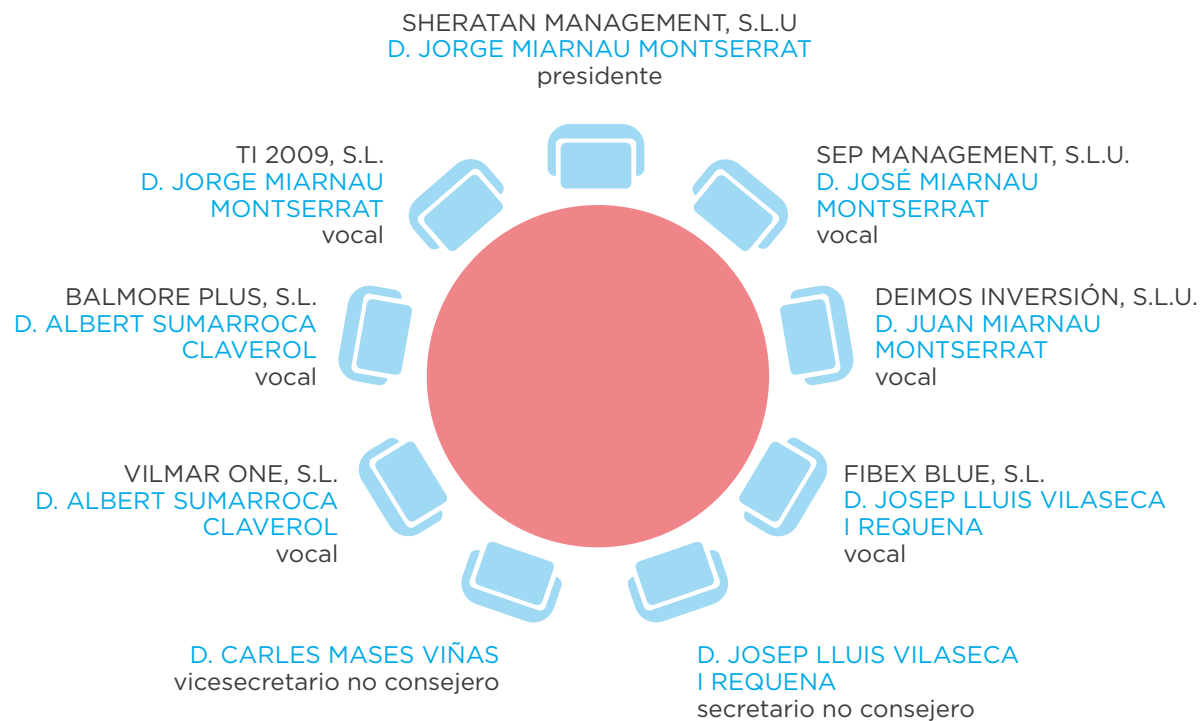 SHERATAN MANAGEMENT, S.L.U
D. JORGE MIARNAU MONTSERRAT
presidente
TI 2009, S.L.
D. JORGE MIARNAU
MONTSERRAT
vocal
SEP MANAGEMENT, S.L.U.
D. JOSÉ MIARNAU
MONTSERRAT
vocal
BALMORE PLUS, S.L.
D. ALBERT SUMARROCA
CLAVEROL
vocal
DEIMOS INVERSIÓN, S.L.U.
D. JUAN MIARNAU
MONTSERRAT
vocal
VILMAR ONE, S.L.
D. ALBERT SUMARROCA
CLAVEROL
vocal
FIBEX BLUE, S.L.
D. JOSEP LLUIS VILASECA
I REQUENA
vocal
D. CARLES MASES VIÑAS
vicesecretario no consejero
D. JOSEP LLUIS VILASECA
I REQUENA
secretario no consejero